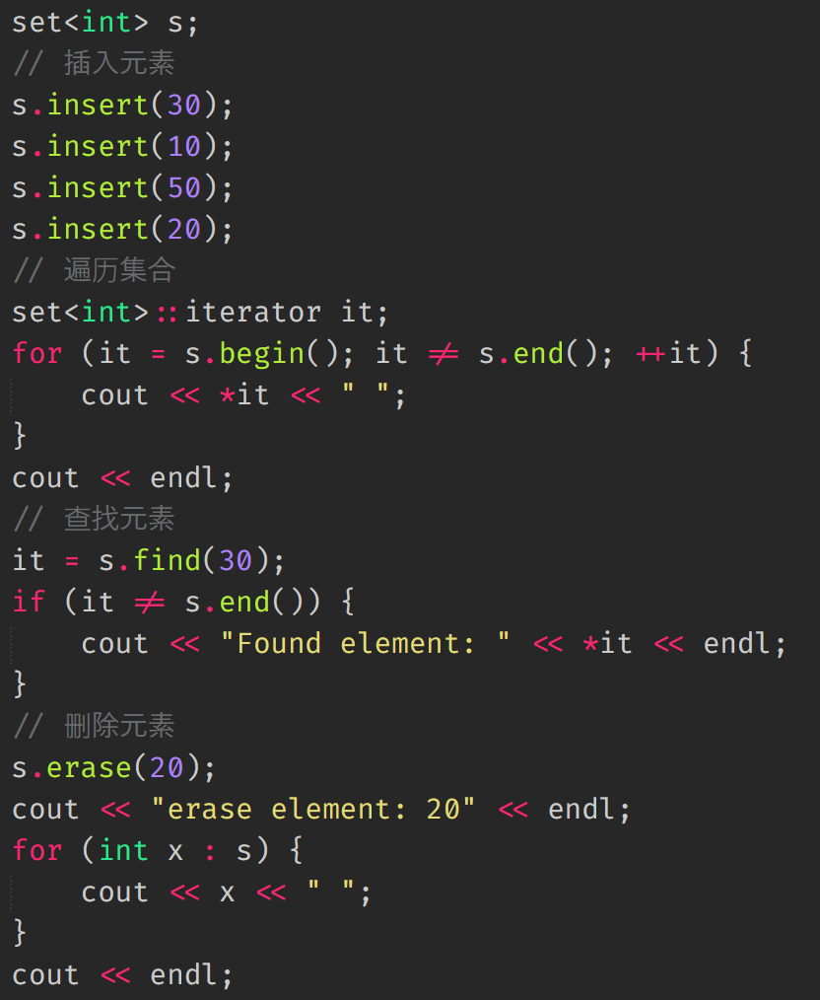 set<int> s;
// 插入元素
s.insert(30);
s.insert(10);
s.insert(50);
s.insert(20);
// 遍历集合
set<int>::iterator it;
for (it = s.begin(); it != s.end(); ++it) {
    cout << *it << " ";
}
cout << endl;
// 查找元素
it = s.find(30);
if (it != s.end()) {
    cout << "Found element: " << *it << endl;
}
// 删除元素
s.erase(20);
cout << "erase element: 20" << endl;
for (int x : s) {
    cout << x << " ";
}
cout << endl;